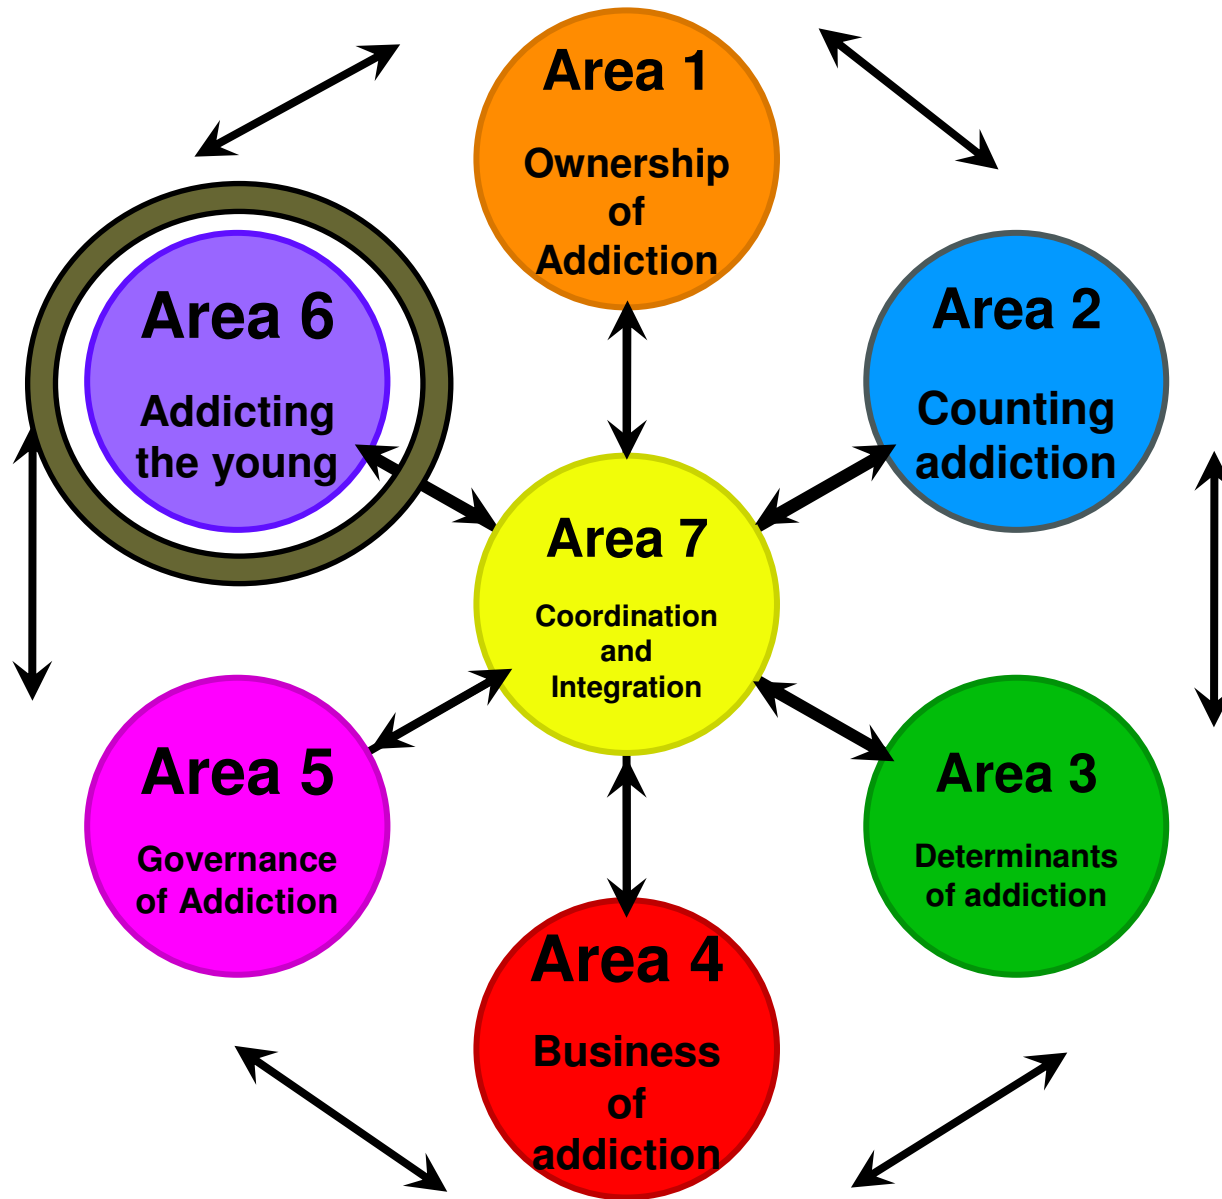 Area 1
Ownership
of
Addiction
Area 2
Counting
addiction
Area 3
Determinants
of addiction
Area 4
Business
of
addiction
Area 5
Governance
of Addiction
Area 6
Addicting
the young
Area 7
Coordination
and
Integration